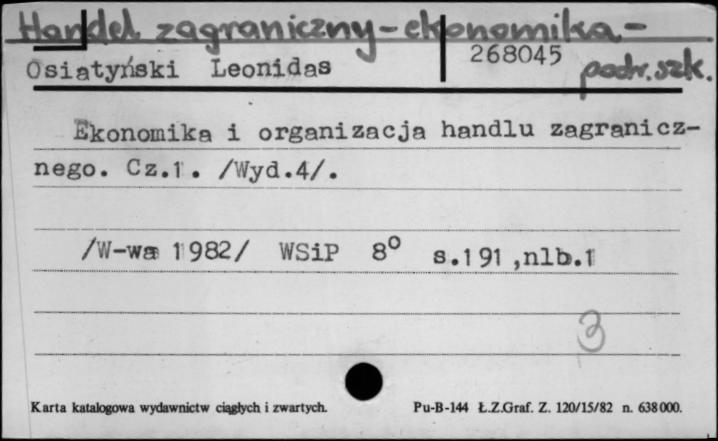 Handel zagraniczny-ekonomika-
podr.szk.
Osiatyński Leonidas
268045
Ekonomika i organizacja handlu zagranicz-
nego. Cz.1. /Wyd.4/.
/W-wa 1982/ WSiP 8° s.191,nlb.1
3
Karta katalogowa wydawnictw ciągłych i zwartych. Pu-B-144 Ł.Z.Graf. Z. 120/15/82 n. 638000.